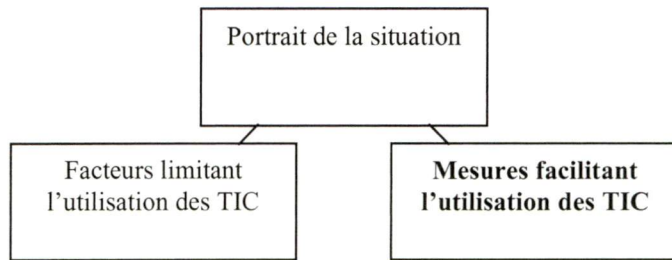 Portrait de la situation
Facteurs limitant
l’utilisation des TIC
Mesures facilitant
l’utilisation des TIC